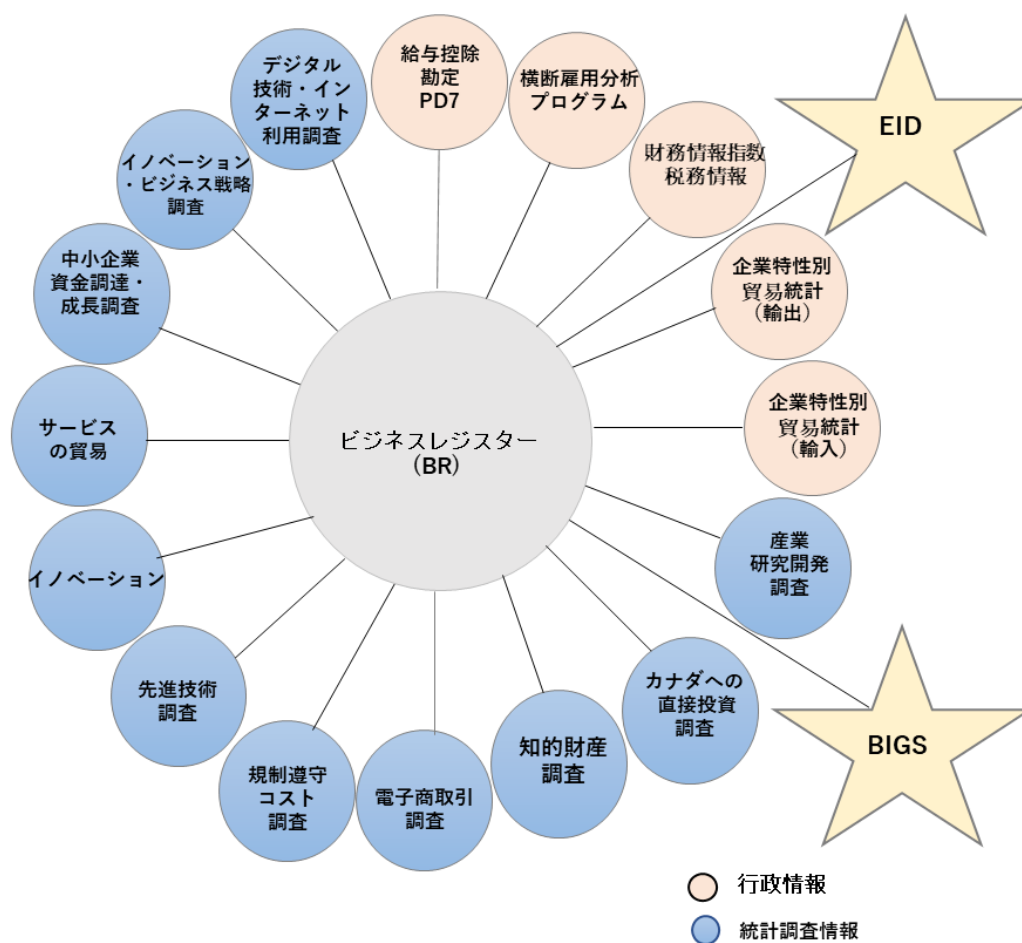 デジタル
技術・イン
ターネット
利用調査
給与控除
勘定
PD7
横断雇用分析
プログラム
財務情報指数
税務情報
EID
イノベーション
・ビジネス戦略
調査
中小企業
資金調達・
成長調査
企業特性別
貿易統計
（輸出）
サービス
の貿易
ビジネスレジスター
(BR)
企業特性別
貿易統計
（輸入）
イノベーション
産業
研究開発
調査
先進技術
調査
規制遵守
コスト
調査
電子商取引
調査
知的財産
調査
カナダへの
直接投資
調査
BIGS
行政情報
統計調査情報